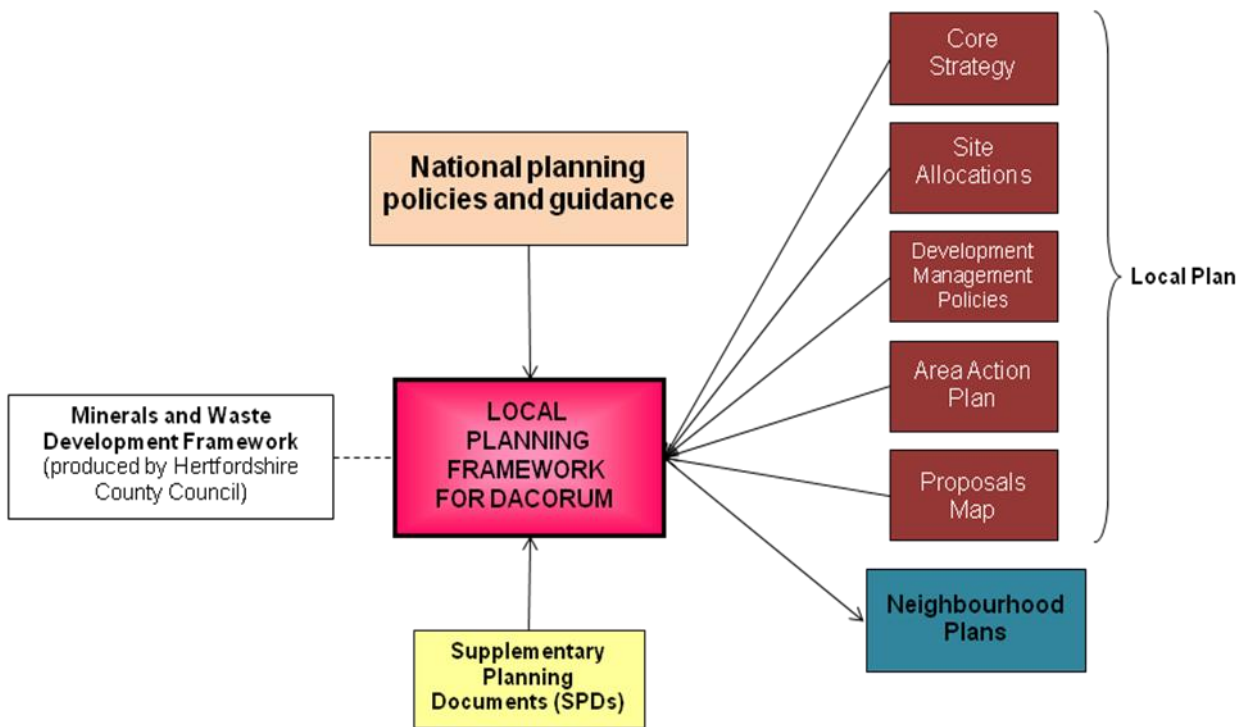 Core
Strategy
Site
Allocations
Development
Management
Policies
Area Action
Plan
Proposals
Map
Local Plan
National planning
policies and guidance
LOCAL
PLANNING
FRAMEWORK
FOR DACORUM
Minerals and Waste
Development Framework
(produced by Hertfordshire
County Council)
Supplementary
Planning
Documents (SPDs)
Neighbourhood
Plans